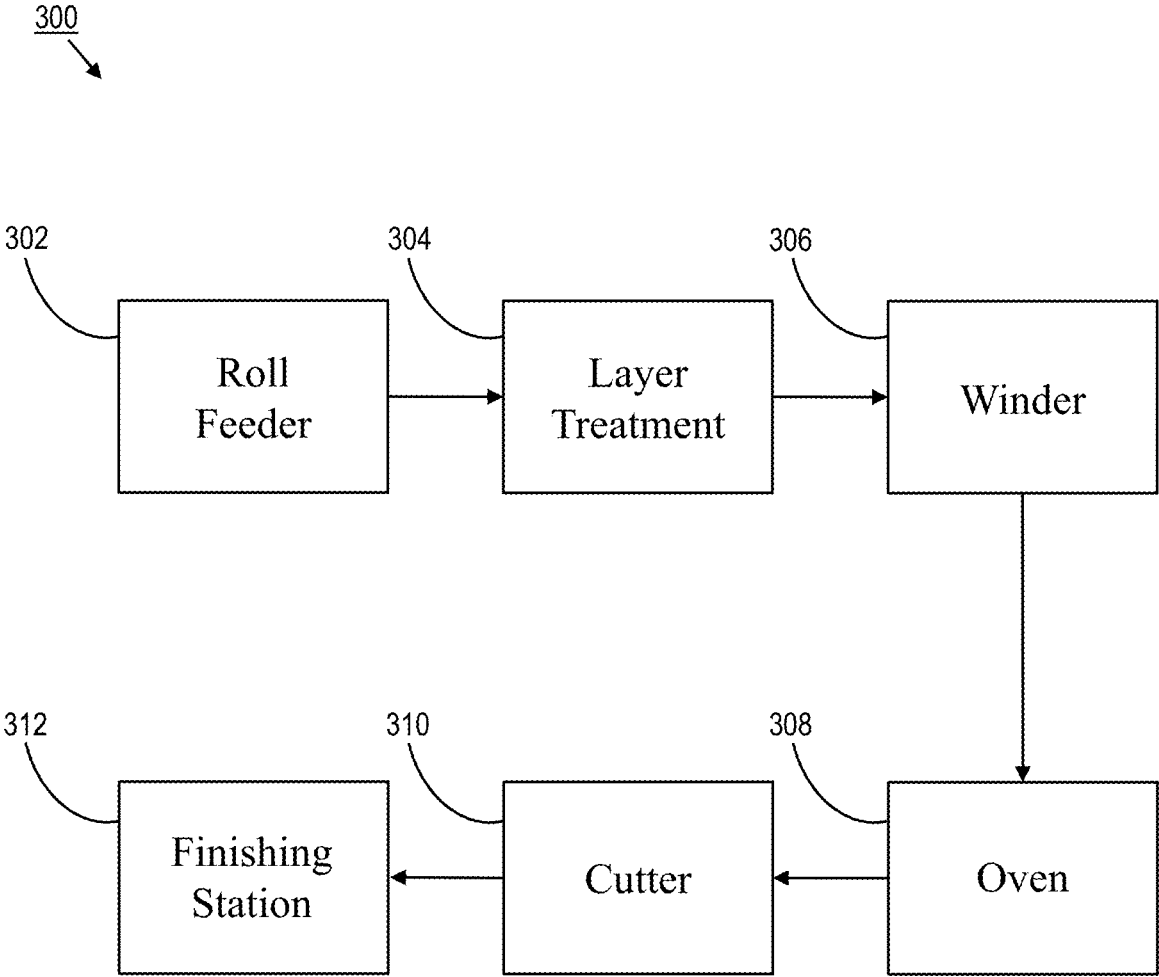 300
302
304
306
Roll
Feeder
Layer
Treatment
Winder
312
310
308
Finishing
Station
Cutter
Oven